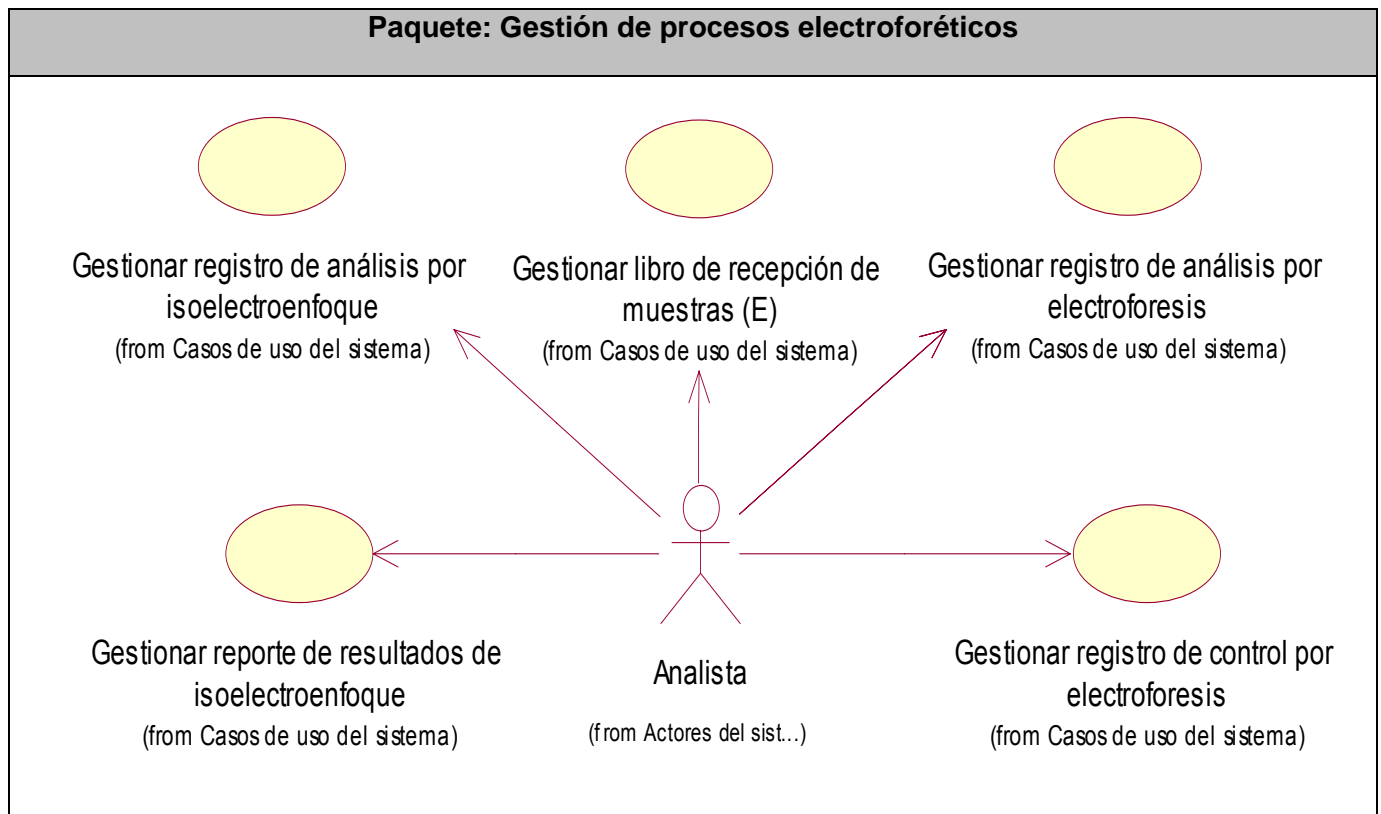 Paquete: Gestión de procesos electroforéticos
Gestionar registro de análisis por
isoelectroenfoque
(from Casos de uso del sistema)
Gestionar libro de recepción de
muestras (E)
(from Casos de uso del sistema)
Gestionar registro de análisis por
electroforesis
(from Casos de uso del sistema)
Gestionar reporte de resultados de
isoelectroenfoque
(from Casos de uso del sistema)
Analista
(from Actores del sist...)
Gestionar registro de control por
electroforesis
(from Casos de uso del sistema)